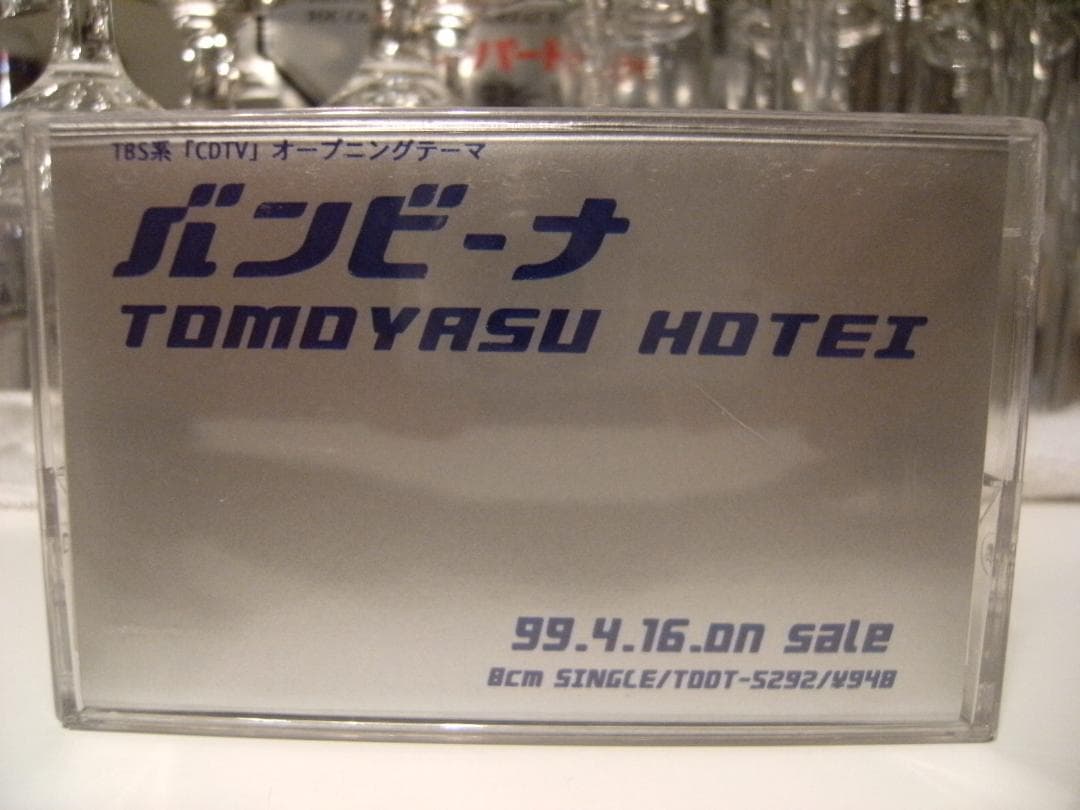 TBS系「CDTV」オープニングテーマ
バンビーナ
TOMOYASU HOTEI
99.4.16.on sale
8cm SINGLE/TODT-5292/¥948